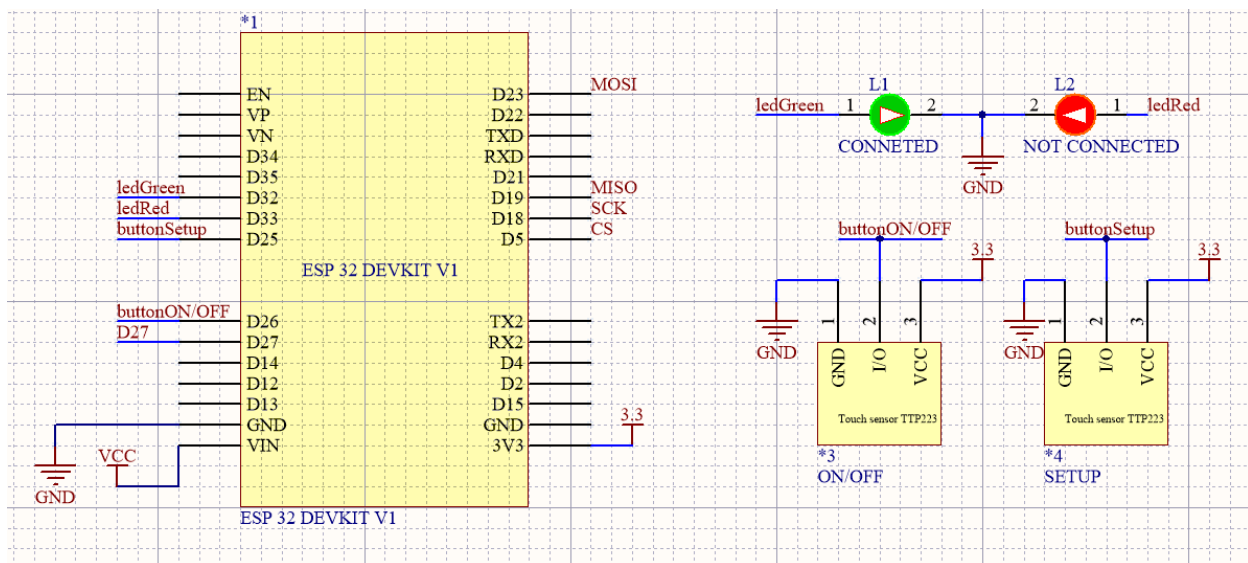 *1
EN
VP
VN
D34
D35
ledGreen D32
ledRed D33
buttonSetup D25
buttonON/OFF D26
D27 D27
D14
D12
D13
GND
VIN
VCC
GND
D23 MOSI
D22
TXD
RXD
D21
D19 MISO
D18 SCK
D5 CS
ESP 32 DEVKIT V1
TX2
RX2
D4
D2
D15
GND
3V3 3.3
ESP 32 DEVKIT V1
L1 L2
ledGreen 1 2 2 1 ledRed
CONNETED NOT CONNECTED
GND
buttonON/OFF
3.3
GND
1 2 3
GND I/O VCC
Touch sensor TTP223
*3
ON/OFF
buttonSetup
3.3
GND
1 2 3
GND I/O VCC
Touch sensor TTP223
*4
SETUP